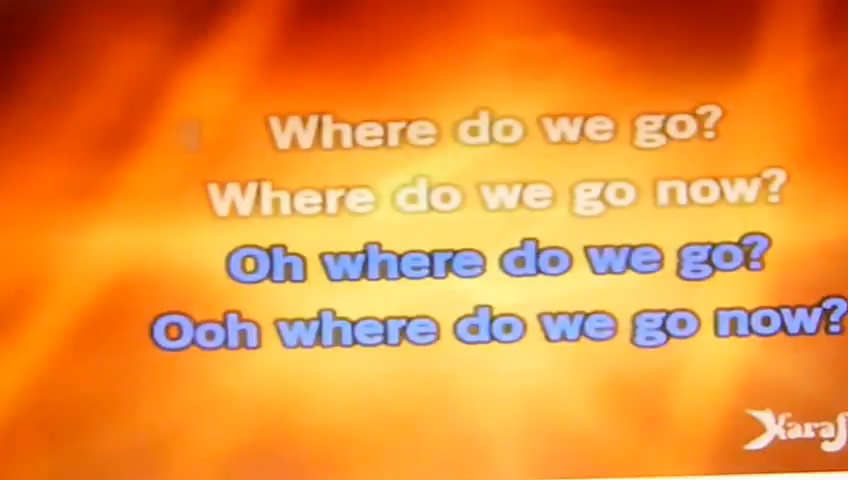 Where do we go?
Where do we go now?
Oh where do we go?
Ooh where do we go now?
Karaf